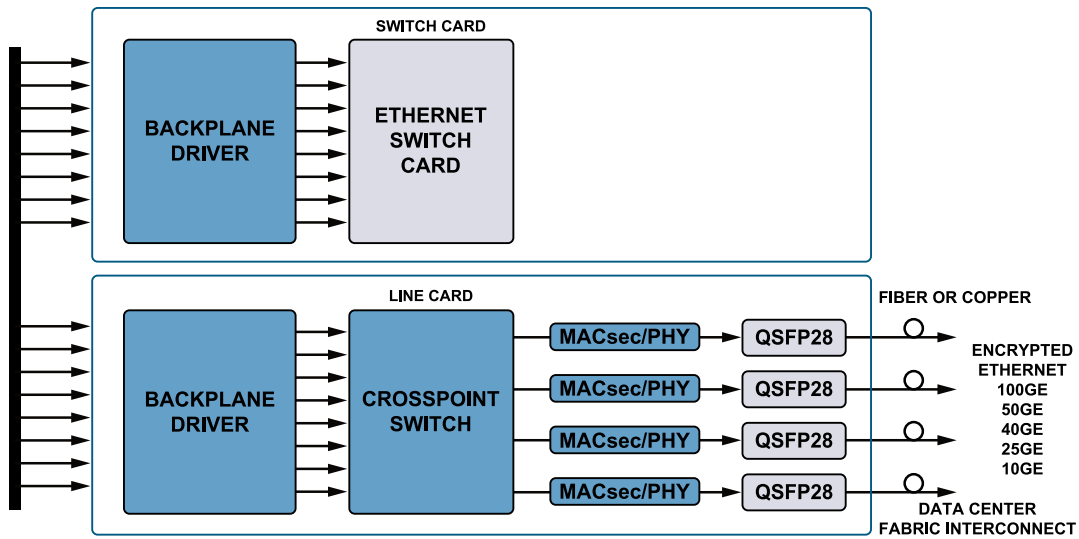 SWITCH CARD
BACKPLANE
DRIVER
ETHERNET
SWITCH
CARD
LINE CARD
BACKPLANE
DRIVER
CROSSPOINT
SWITCH
MACsec/PHY
QSFP28
MACsec/PHY
QSFP28
MACsec/PHY
QSFP28
MACsec/PHY
QSFP28
FIBER OR COPPER
ENCRYPTED
ETHERNET
100GE
50GE
40GE
25GE
10GE
DATA CENTER
FABRIC INTERCONNECT